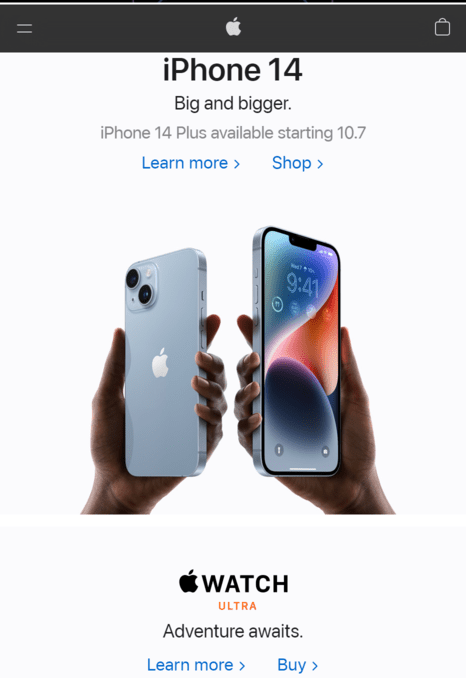 iPhone 14
Big and bigger.
iPhone 14 Plus available starting 10.7
Learn more >
Shop >
9:41
WATCH
ULTRA
Adventure awaits.
Learn more >
Buy >